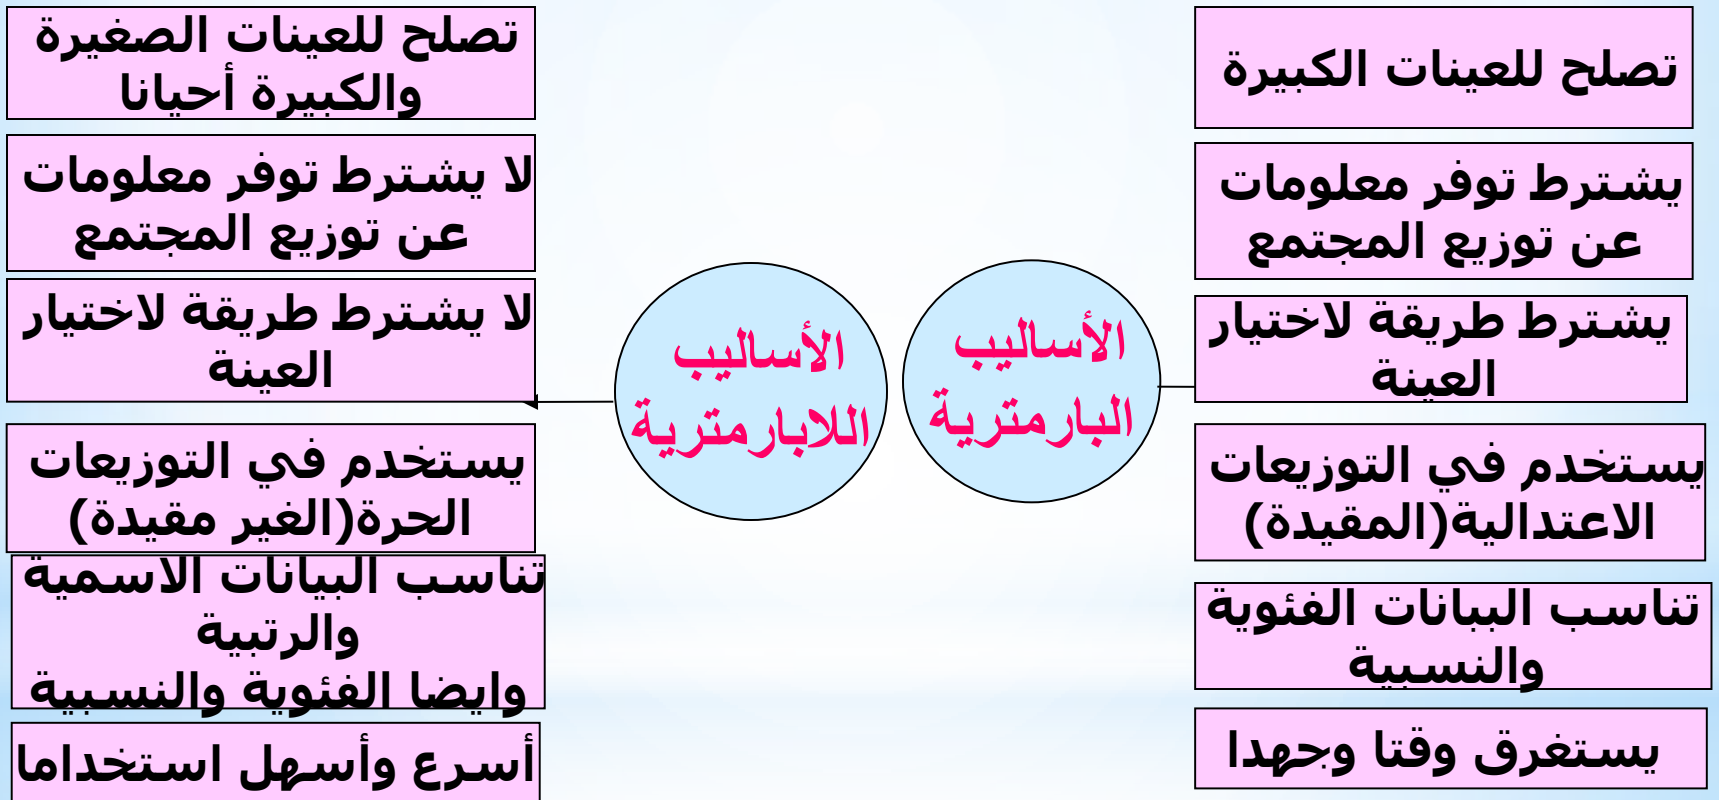 تصلح للعينات الكبيرة
يشترط توفر معلومات
عن توزيع المجتمع
يشترط طريقة لاختيار
العينة
يستخدم في التوزيعات
الاعتدالية(المقيدة)
تناسب البيانات الفئوية
والنسبية
يستغرق وقتا وجهدا
الأساليب
البارمترية
الأساليب
اللابارمترية
تصلح للعينات الصغيرة
والكبيرة أحيانا
لا يشترط توفر معلومات
عن توزيع المجتمع
لا يشترط طريقة لاختيار
العينة
يستخدم في التوزيعات
الحرة(الغير مقيدة)
تناسب البيانات الاسمية
والرتبية
وايضا الفئوية والنسبية
أسرع وأسهل استخداما